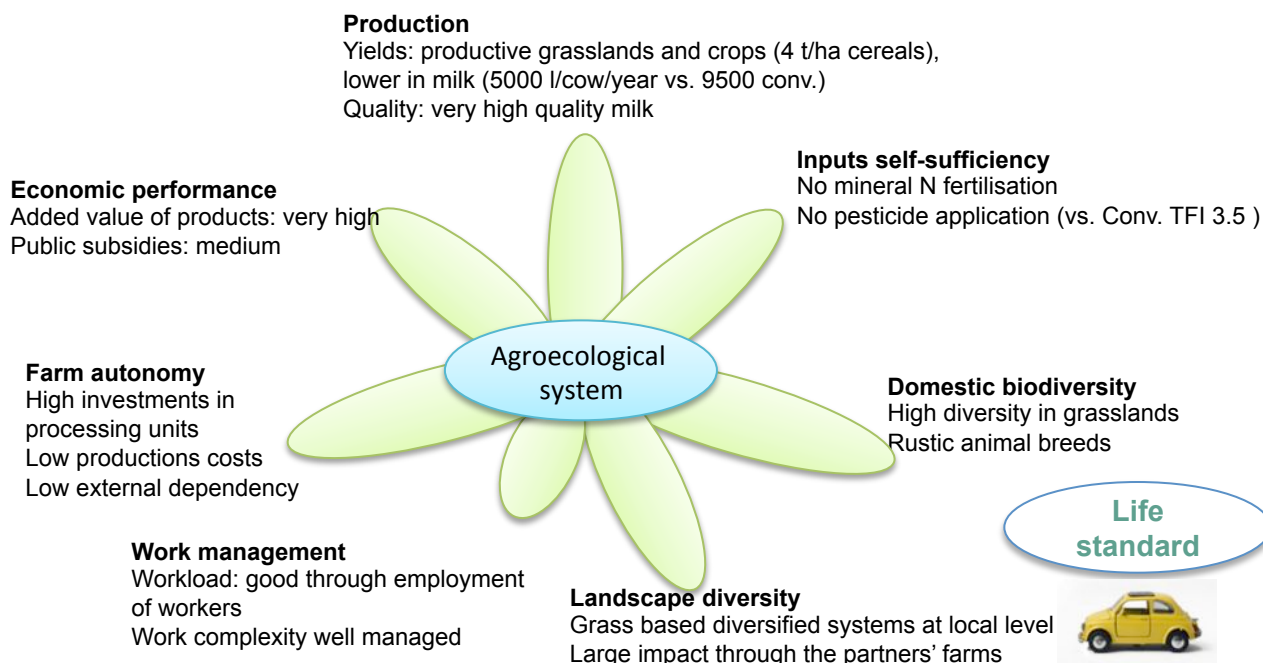 Production
Yields: productive grasslands and crops (4 t/ha cereals),
lower in milk (5000 l/cow/year vs. 9500 conv.)
Quality: very high quality milk
Inputs self-sufficiency
No mineral N fertilisation
No pesticide application (vs. Conv. TFI 3.5 )
Economic performance
Added value of products: very high
Public subsidies: medium
Agroecological
system
Farm autonomy
High investments in
processing units
Low productions costs
Low external dependency
Domestic biodiversity
High diversity in grasslands
Rustic animal breeds
Life
standard
Work management
Workload: good through employment
of workers
Work complexity well managed
Landscape diversity
Grass based diversified systems at local level
Large impact through the partners’ farms